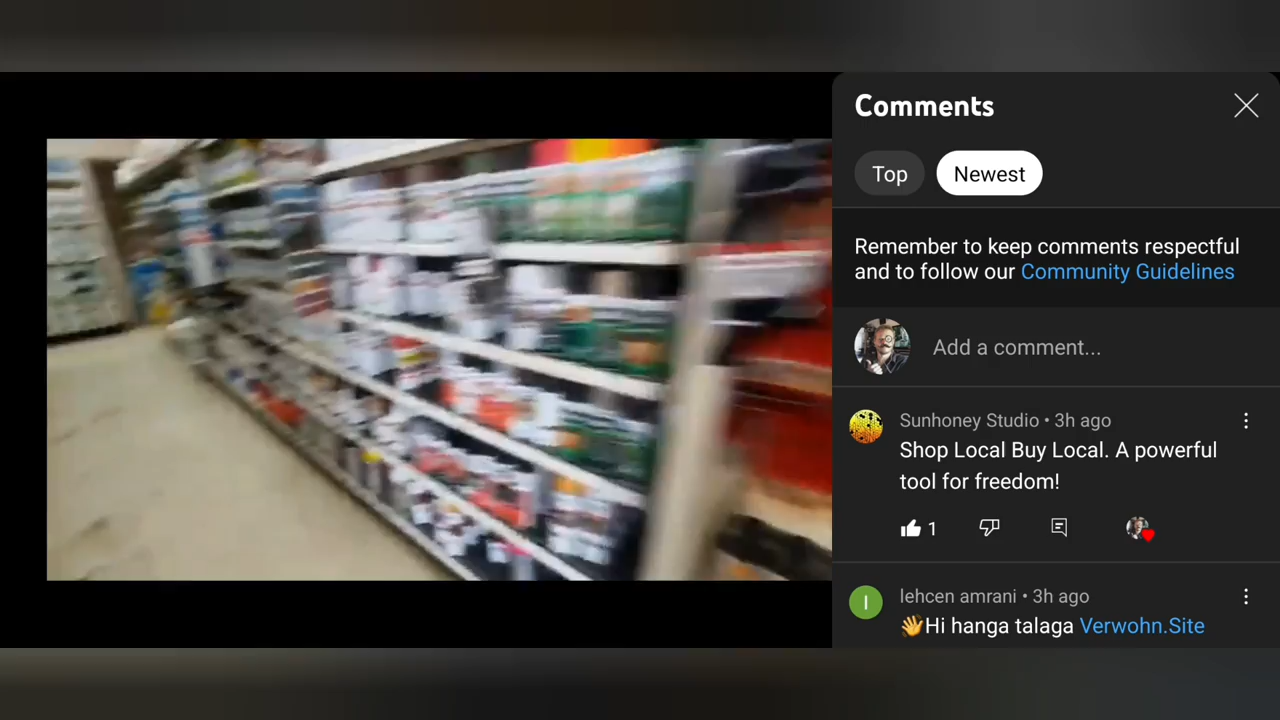 Comments
Top
Newest
Remember to keep comments respectful
and to follow our Community Guidelines
Add a comment...
Sunhoney Studio • 3h ago
Shop Local Buy Local. A powerful
tool for freedom!
1
I
lehcen amrani • 3h ago
👋Hi hanga talaga Verwohn.Site